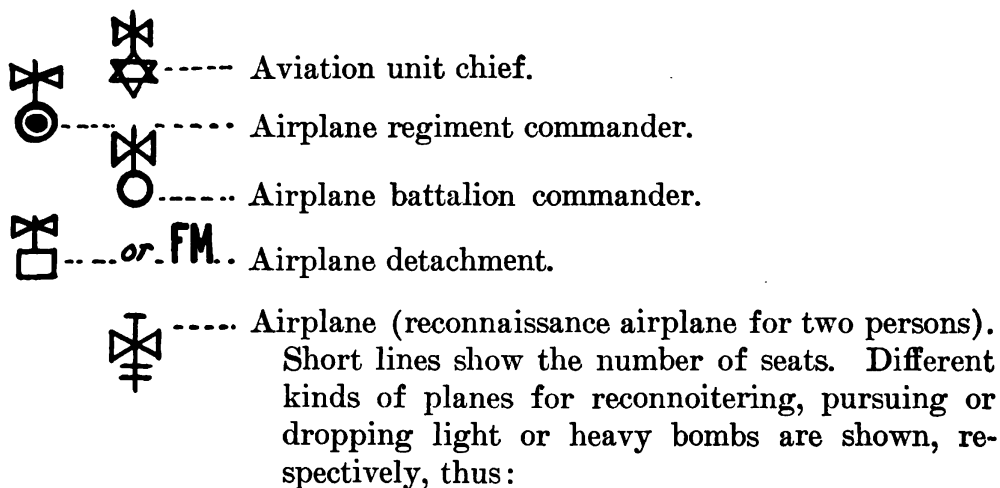 Aviation unit chief.
Airplane regiment commander.
Airplane battalion commander.
or FM Airplane detachment.
Airplane (reconnaissance airplane for two persons).
Short lines show the number of seats. Different
kinds of planes for reconnoitering, pursuing or
dropping light or heavy bombs are shown, re-
spectively, thus: